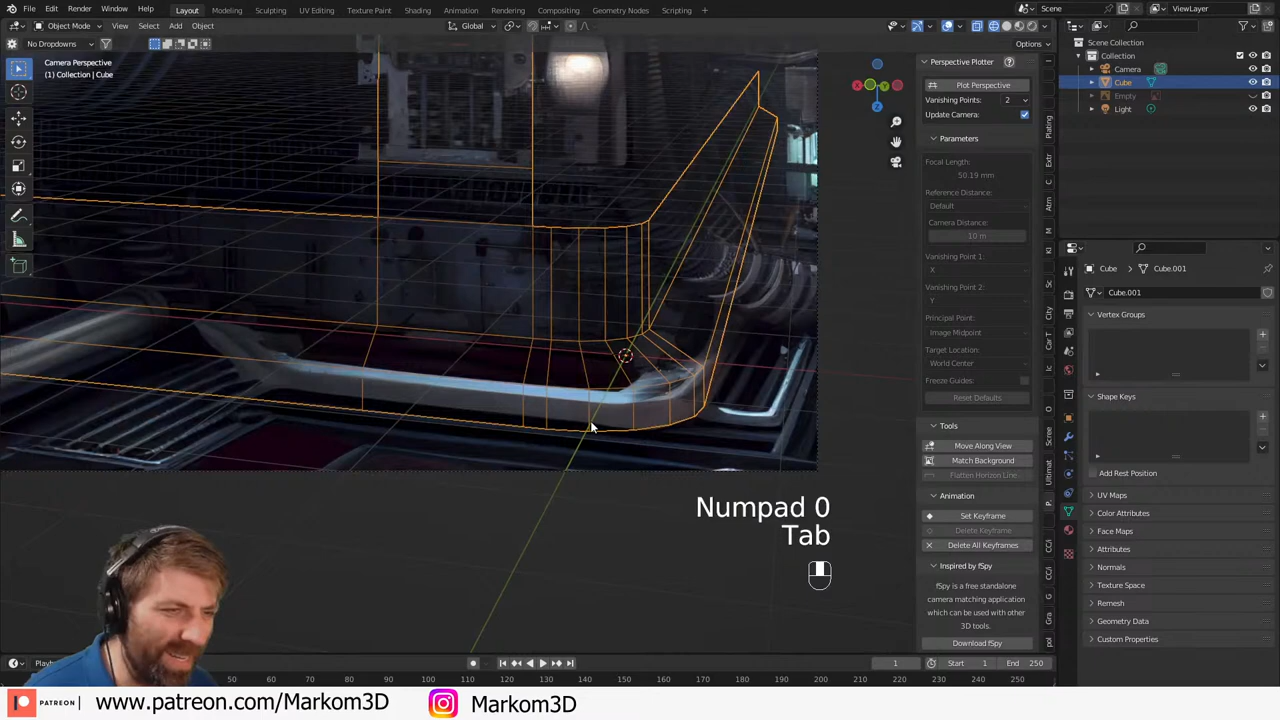 File Edit Render Window Help Layout Modeling Sculpting UV Editing Texture Paint Shading Animation Rendering Compositing Geometry Nodes Scripting Scene ViewLayer
Object Mode View Select Add Object Global
No Dropdowns Options
Camera Perspective
(1) Collection | Cube
Perspective Plotter
Plot Perspective
Vanishing Points: 2
Update Camera:
Parameters
Focal Length:
50.19 mm
Reference Distance:
Default
Camera Distance:
10 m
Vanishing Point 1:
X
Vanishing Point 2:
Y
Principal Point:
Image Midpoint
Target Location:
World Center
Freeze Guides:
Reset Defaults
Tools
Move Along View
Match Background
Flatten Horizon Line
Animation
Set Keyframe
Delete Keyframe
Delete All Keyframes
Inspired by fSpy
fSpy is a free standalone
camera matching application
which can be used with other
3D tools.
Download fSpy
Scene Collection
Collection
Camera
Cube
Empty
Light
Cube Cube.001
Cube.001
Vertex Groups
Shape Keys
Add Rest Position
UV Maps
Color Attributes
Face Maps
Attributes
Normals
Texture Space
Remesh
Geometry Data
Custom Properties
Numpad 0
Tab
1 Start 1 End 250
50 60 70 80 90 100 110 120 130 140 150 160 170 180 190 200 210 220 230 240 250
PATREON www.patreon.com/Markom3D Markom3D